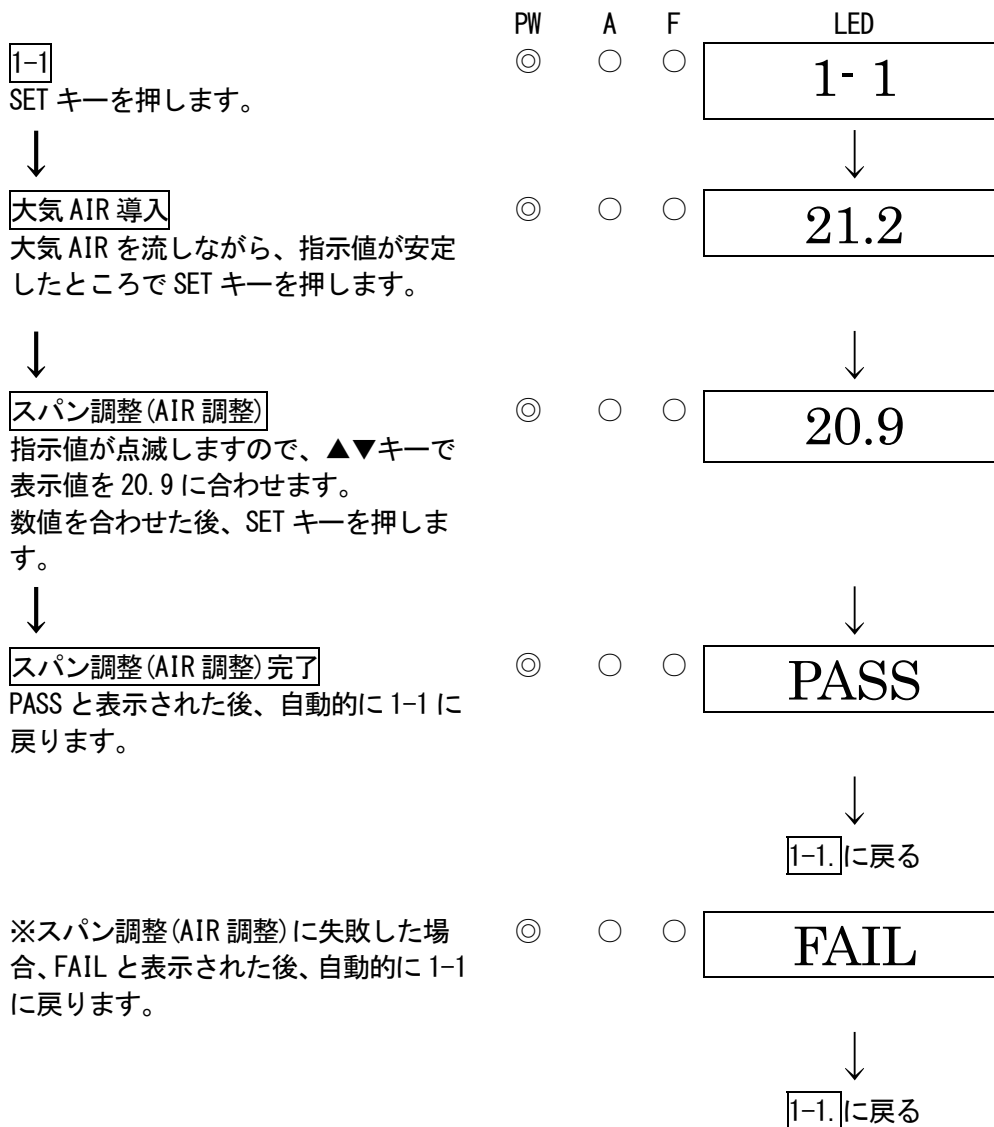 PW A F LED
1-1 ◎ ○ ○ 1- 1
SET キーを押します。
↓ ↓
大気 AIR 導入 ◎ ○ ○ 21.2
大気 AIR を流しながら、指示値が安定
したところで SET キーを押します。
↓ ↓
スパン調整(AIR 調整) ◎ ○ ○ 20.9
指示値が点滅しますので、▲▼キーで
表示値を 20.9 に合わせます。
数値を合わせた後、SET キーを押しま
す。
↓ ↓
スパン調整(AIR 調整)完了 ◎ ○ ○ PASS
PASS と表示された後、自動的に 1-1 に
戻ります。
↓
1-1.に戻る
※スパン調整(AIR 調整)に失敗した場 ◎ ○ ○ FAIL
合、FAIL と表示された後、自動的に 1-1
に戻ります。
↓
1-1.に戻る